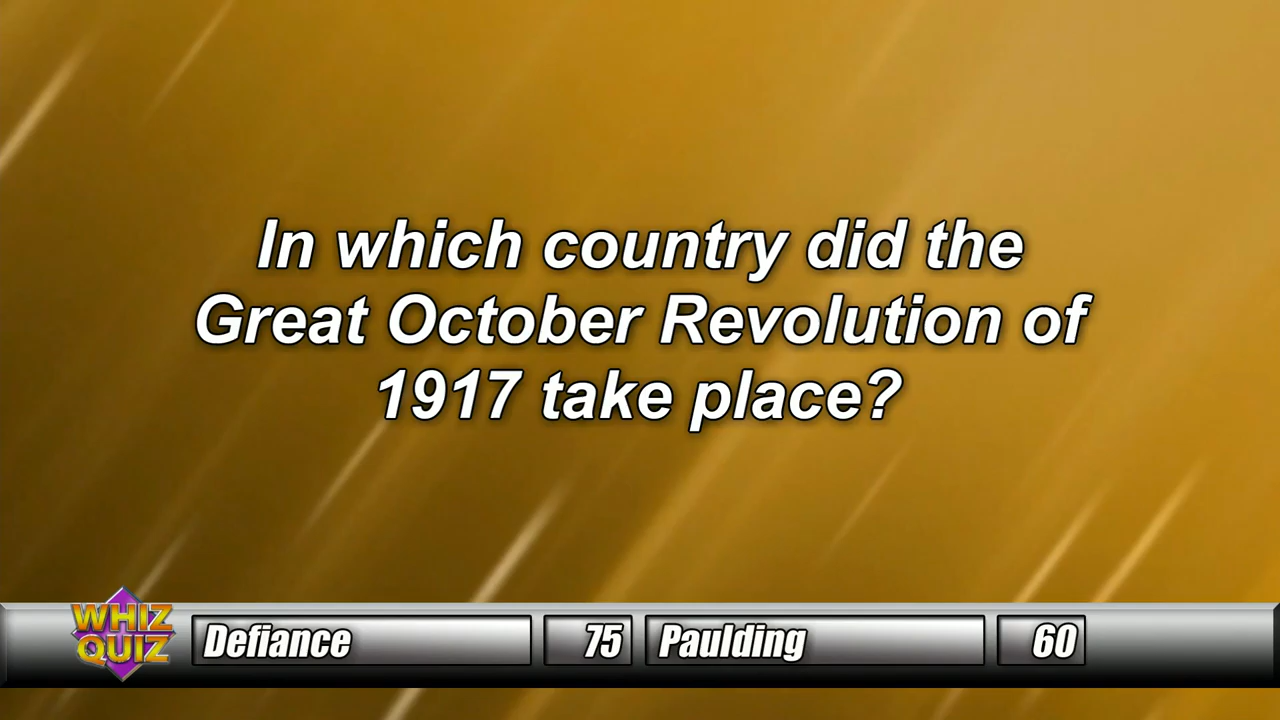 In which country did the
Great October Revolution of
1917 take place?
WHIZ
QUIZ
Defiance 75 Paulding 60